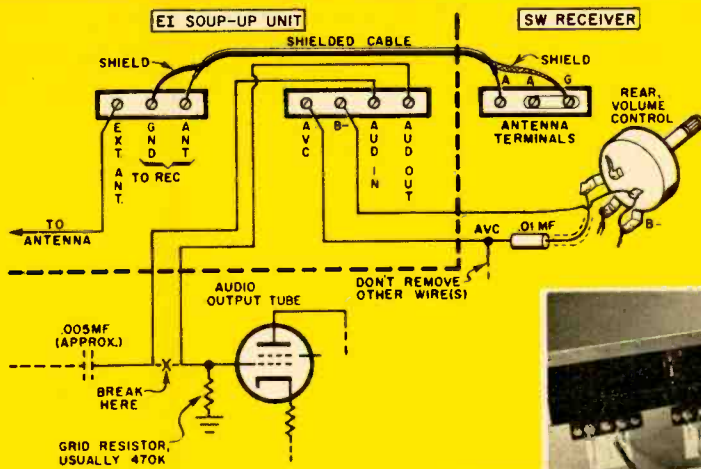 EI SOUP-UP UNIT
SW RECEIVER
SHIELDED CABLE
SHIELD
SHIELD
A A G
ANTENNA
TERMINALS
REAR,
VOLUME
CONTROL
EXT ANT.
GND
ANT
TO REC
AVC
B-
AUD IN
AUD OUT
B-
TO
ANTENNA
AVC
.01 MF
DON'T REMOVE
OTHER WIRE(S)
AUDIO
OUTPUT TUBE
.005MF
(APPROX.)
X
BREAK
HERE
GRID RESISTOR,
USUALLY 470K